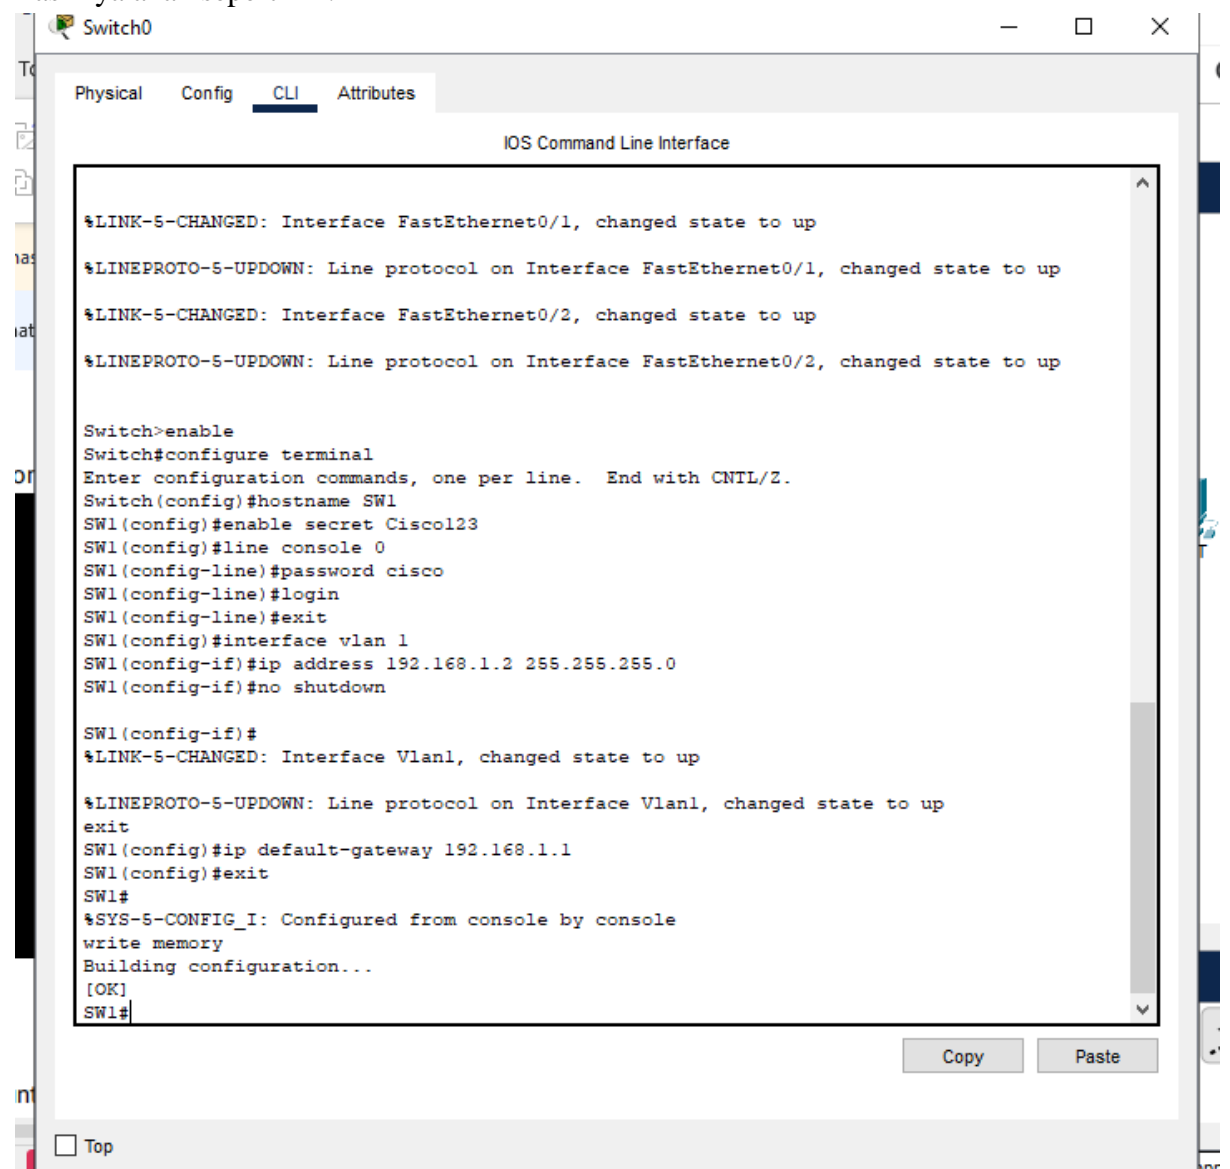 Switch0
Physical Config CLI Attributes
IOS Command Line Interface
%LINK-5-CHANGED: Interface FastEthernet0/1, changed state to up
%LINEPROTO-5-UPDOWN: Line protocol on Interface FastEthernet0/1, changed state to up
%LINK-5-CHANGED: Interface FastEthernet0/2, changed state to up
%LINEPROTO-5-UPDOWN: Line protocol on Interface FastEthernet0/2, changed state to up
Switch>enable
Switch#configure terminal
Enter configuration commands, one per line.  End with CNTL/Z.
Switch(config)#hostname SW1
SW1(config)#enable secret Cisco123
SW1(config)#line console 0
SW1(config-line)#password cisco
SW1(config-line)#login
SW1(config-line)#exit
SW1(config)#interface vlan 1
SW1(config-if)#ip address 192.168.1.2 255.255.255.0
SW1(config-if)#no shutdown
SW1(config-if)#
%LINK-5-CHANGED: Interface Vlan1, changed state to up
%LINEPROTO-5-UPDOWN: Line protocol on Interface Vlan1, changed state to up
exit
SW1(config)#ip default-gateway 192.168.1.1
SW1(config)#exit
SW1#
%SYS-5-CONFIG_I: Configured from console by console
write memory
Building configuration...
[OK]
SW1#
Copy Paste
Top